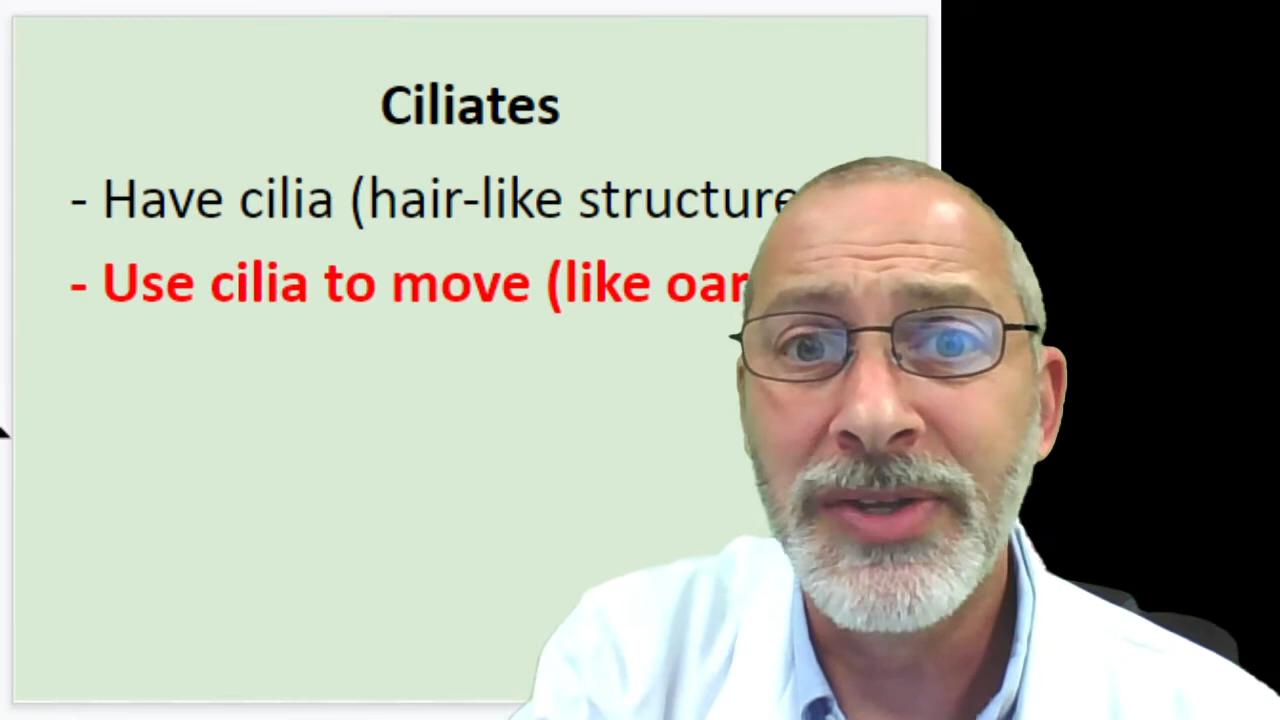 Ciliates
- Have cilia (hair-like structure
- Use cilia to move (like oar